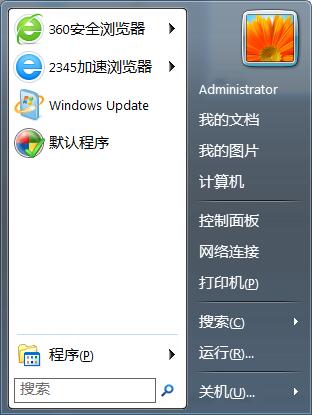 360安全浏览器
2345加速浏览器
Windows Update
默认程序
程序(P)
搜索
Administrator
我的文档
我的图片
计算机
控制面板
网络连接
打印机(P)
搜索(C)
运行(R)...
关机(U)...